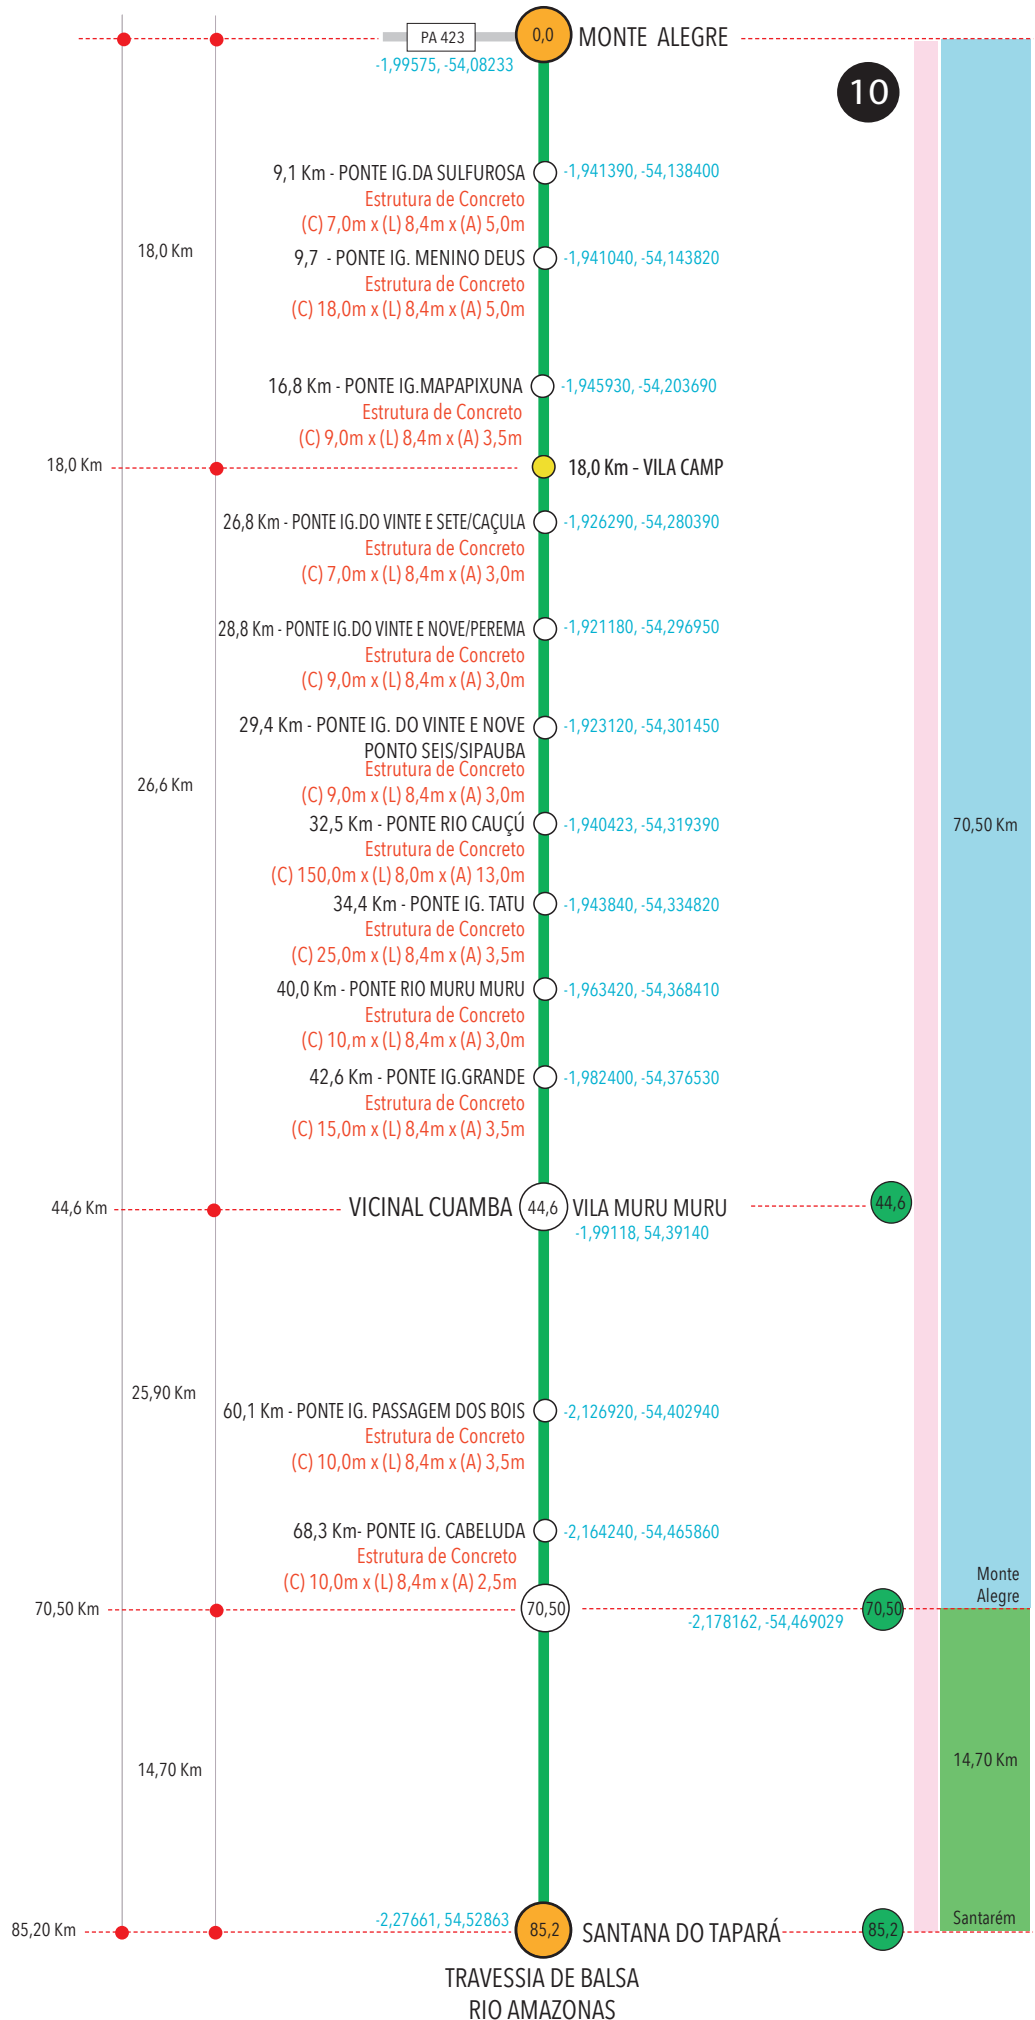 PA 423
0,0
MONTE ALEGRE
-1,99575, -54,08233
10
9,1 Km - PONTE IG.DA SULFUROSA
-1,941390, -54,138400
Estrutura de Concreto
(C) 7,0m x (L) 8,4m x (A) 5,0m
18,0 Km
9,7 - PONTE IG. MENINO DEUS
-1,941040, -54,143820
Estrutura de Concreto
(C) 18,0m x (L) 8,4m x (A) 5,0m
16,8 Km - PONTE IG.MAPAPIXUNA
-1,945930, -54,203690
Estrutura de Concreto
(C) 9,0m x (L) 8,4m x (A) 3,5m
18,0 Km
18,0 Km - VILA CAMP
26,8 Km - PONTE IG.DO VINTE E SETE/CAÇULA
-1,926290, -54,280390
Estrutura de Concreto
(C) 7,0m x (L) 8,4m x (A) 3,0m
28,8 Km - PONTE IG.DO VINTE E NOVE/PEREMA
-1,921180, -54,296950
Estrutura de Concreto
(C) 9,0m x (L) 8,4m x (A) 3,0m
29,4 Km - PONTE IG. DO VINTE E NOVE
PONTO SEIS/SIPAUBA
-1,923120, -54,301450
Estrutura de Concreto
(C) 9,0m x (L) 8,4m x (A) 3,0m
26,6 Km
32,5 Km - PONTE RIO CAUÇÚ
-1,940423, -54,319390
70,50 Km
Estrutura de Concreto
(C) 150,0m x (L) 8,0m x (A) 13,0m
34,4 Km - PONTE IG. TATU
-1,943840, -54,334820
Estrutura de Concreto
(C) 25,0m x (L) 8,4m x (A) 3,5m
40,0 Km - PONTE RIO MURU MURU
-1,963420, -54,368410
Estrutura de Concreto
(C) 10,m x (L) 8,4m x (A) 3,0m
42,6 Km - PONTE IG.GRANDE
-1,982400, -54,376530
Estrutura de Concreto
(C) 15,0m x (L) 8,4m x (A) 3,5m
44,6 Km
VICINAL CUAMBA
44,6
VILA MURU MURU
44,6
-1,99118, 54,39140
25,90 Km
60,1 Km - PONTE IG. PASSAGEM DOS BOIS
-2,126920, -54,402940
Estrutura de Concreto
(C) 10,0m x (L) 8,4m x (A) 3,5m
68,3 Km- PONTE IG. CABELUDA
-2,164240, -54,465860
Estrutura de Concreto
(C) 10,0m x (L) 8,4m x (A) 2,5m
Monte
Alegre
70,50 Km
70,50
70,50
-2,178162, -54,469029
14,70 Km
14,70 Km
Santarém
-2,27661, 54,52863
85,20 Km
85,2
SANTANA DO TAPARÁ
85,2
TRAVESSIA DE BALSA
RIO AMAZONAS